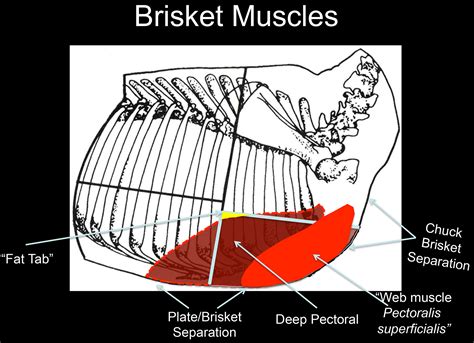 Brisket Muscles
“Fat Tab”
Chuck
Brisket
Separation
Plate/Brisket
Separation
Deep Pectoral
“Web muscle
Pectoralis
superficialis”